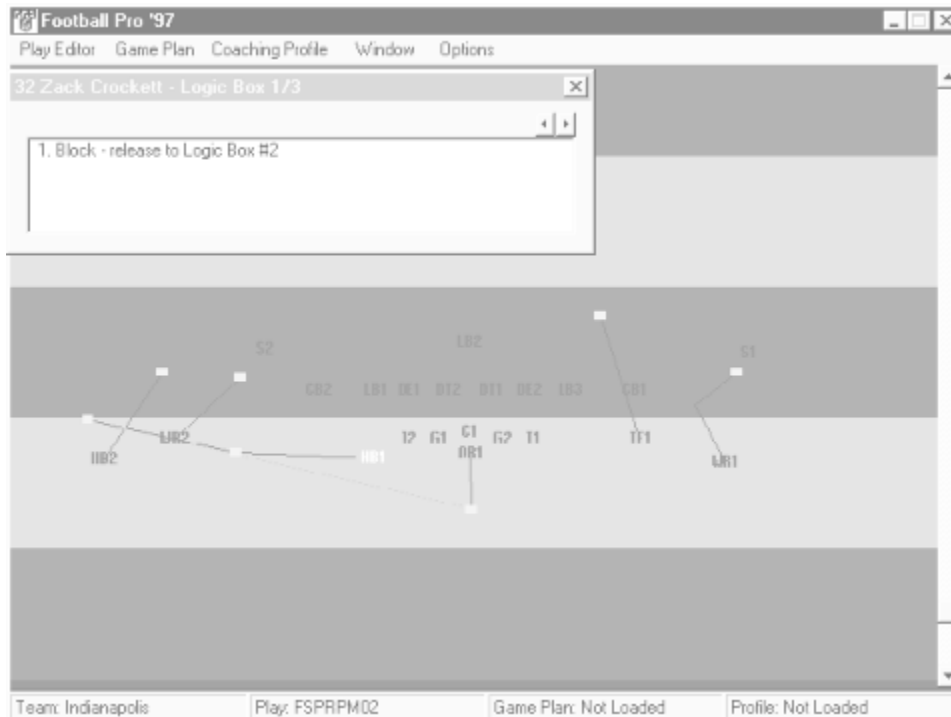 Football Pro '97
Play Editor Game Plan Coaching Profile Window Options
32 Zack Crockett - Logic Box 1/3
1. Block - release to Logic Box #2
S2 LB2 S1
CB2 LB1 DE1 DT2 DT1 DE2 LB3 CB1
WR2 T2 G1 C1 G2 T1 TE1
HB2 HB1 QB1 WR1
Team: Indianapolis Play: FSPRPM02 Game Plan: Not Loaded Profile: Not Loaded